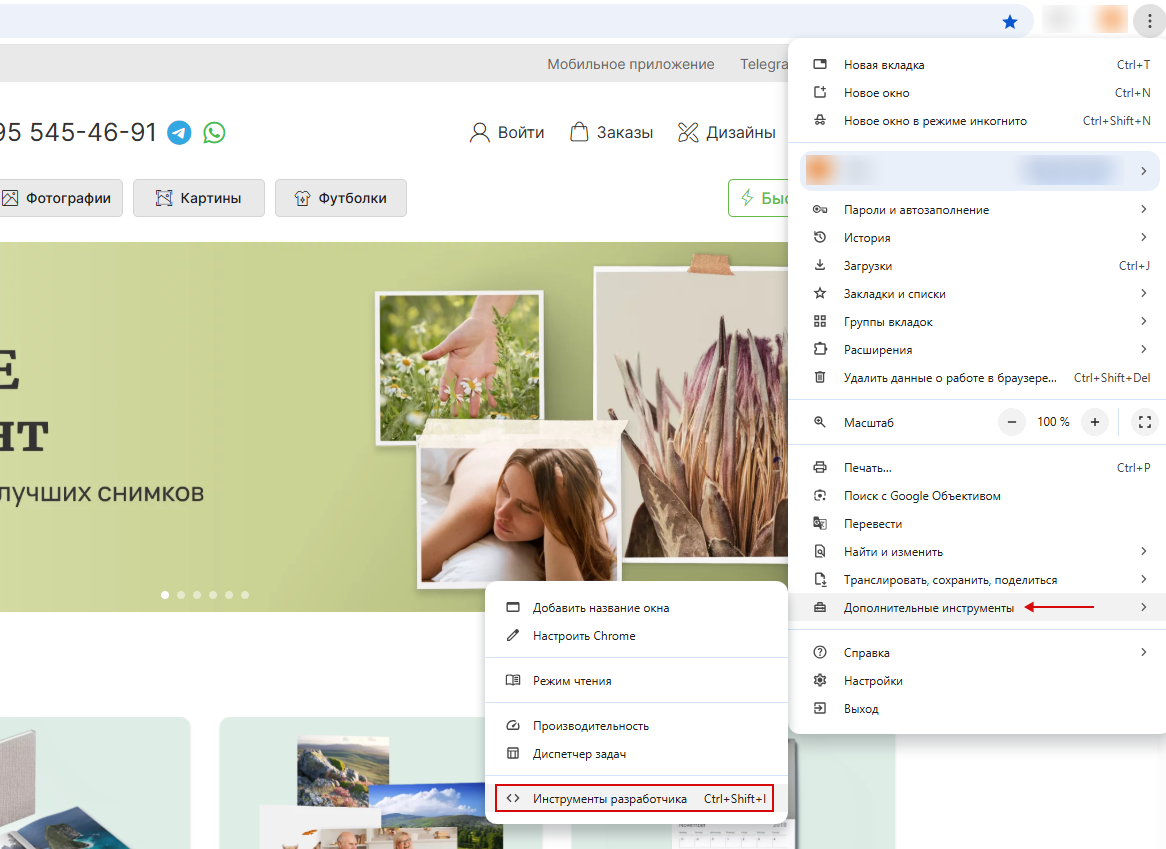 Мобильное приложение
95 545-46-91
Войти
Заказы
Дизайны
Фотографии
Картины
Футболки
лучших снимков
Новая вкладка Ctrl+T
Новое окно Ctrl+N
Новое окно в режиме инкогнито Ctrl+Shift+N
Пароли и автозаполнение
История
Загрузки Ctrl+J
Закладки и списки
Группы вкладок
Расширения
Удалить данные о работе в браузере... Ctrl+Shift+Del
Масштаб − 100 % +
Печать... Ctrl+P
Поиск с Google Объективом
Перевести
Найти и изменить
Транслировать, сохранить, поделиться
Дополнительные инструменты
Справка
Настройки
Выход
Добавить название окна
Настроить Chrome
Режим чтения
Производительность
Диспетчер задач
Инструменты разработчика Ctrl+Shift+I